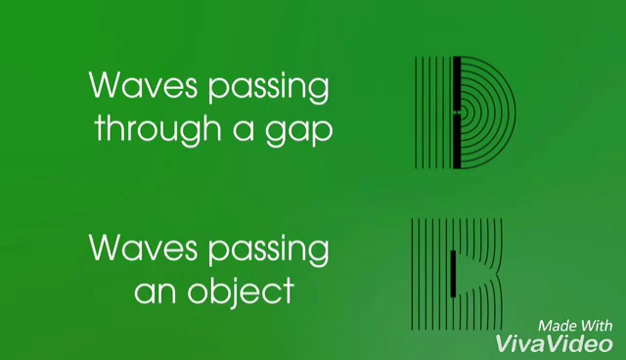 Waves passing
through a gap
Waves passing
an object
Made With
VivaVideo